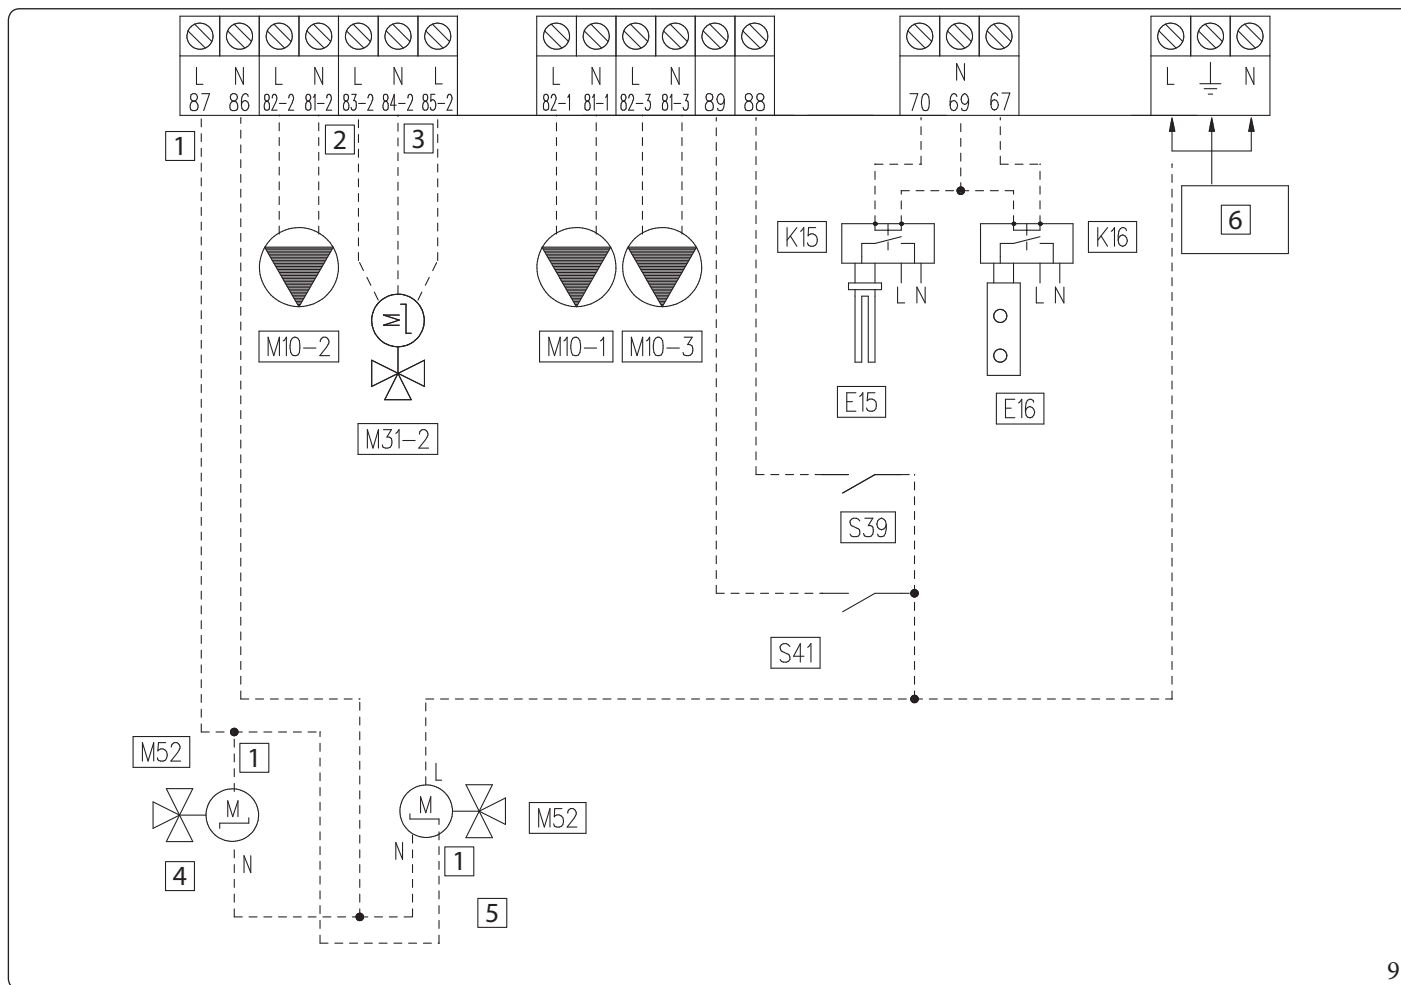 L N L N L N L
87 86 82-2 81-2 83-2 84-2 85-2
L N L N
82-1 81-1 82-3 81-3 89 88
N
70 69 67
L N
1
2
3
6
K15
K16
L N
L N
M10-2
M
M31-2
M10-1
M10-3
E15
E16
S39
S41
M52
1
L
M
M
M52
N
N
1
4
5
9